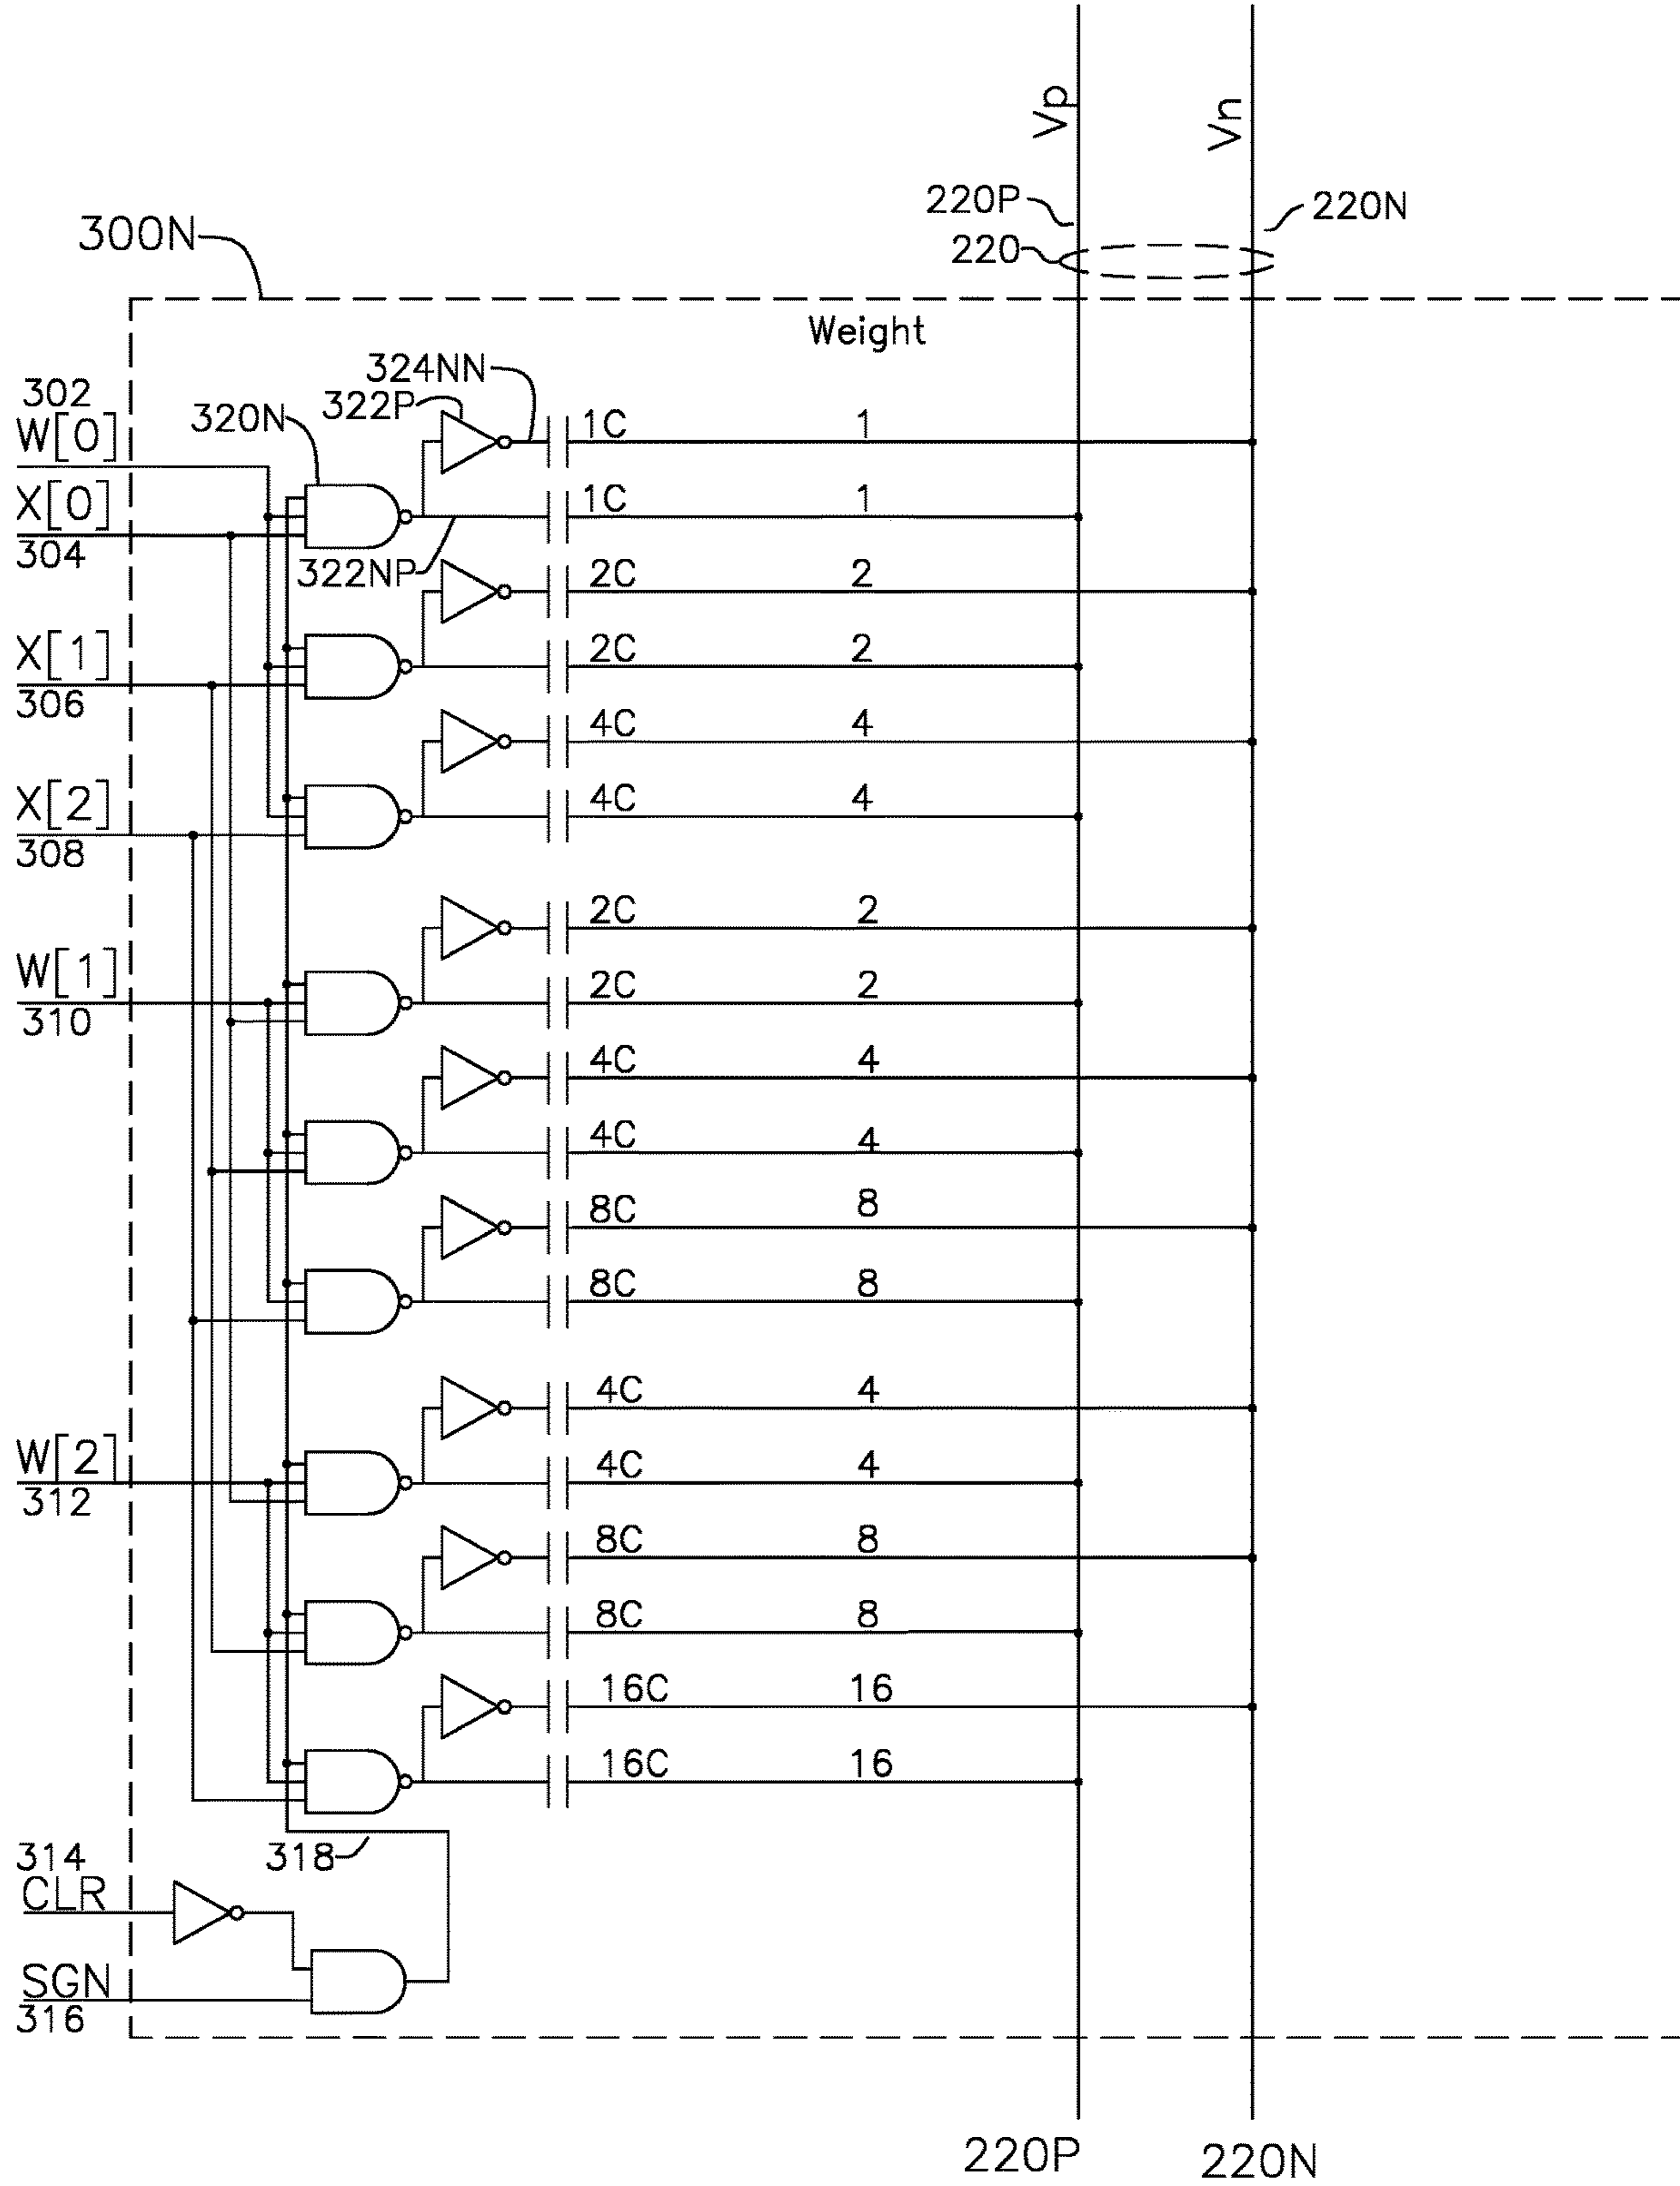 Vp
Vn
220P
220N
220
300N
Weight
302
W[0]
320N
322P
324NN
1C 1
X[0]
304
1C 1
322NP
2C 2
X[1]
306
2C 2
4C 4
X[2]
308
4C 4
2C 2
W[1]
310
2C 2
4C 4
4C 4
8C 8
8C 8
4C 4
W[2]
312
4C 4
8C 8
8C 8
16C 16
16C 16
318
314
CLR
SGN
316
220P
220N